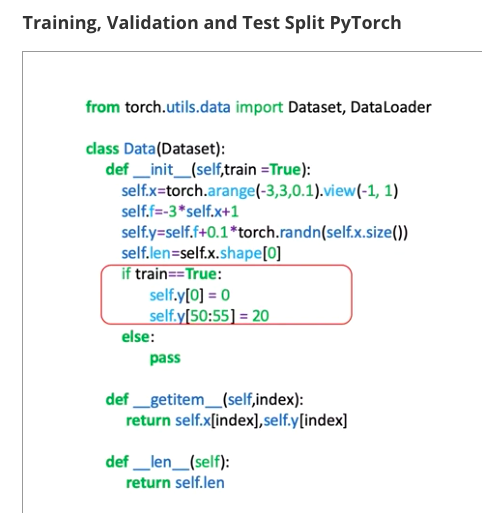 Training, Validation and Test Split PyTorch
from torch.utils.data import Dataset, DataLoader
class Data(Dataset):
def __init__(self,train =True):
self.x=torch.arange(-3,3,0.1).view(-1, 1)
self.f=-3*self.x+1
self.y=self.f+0.1*torch.randn(self.x.size())
self.len=self.x.shape[0]
if train==True:
self.y[0] = 0
self.y[50:55] = 20
else:
pass
def __getitem__(self,index):
return self.x[index],self.y[index]
def __len__(self):
return self.len